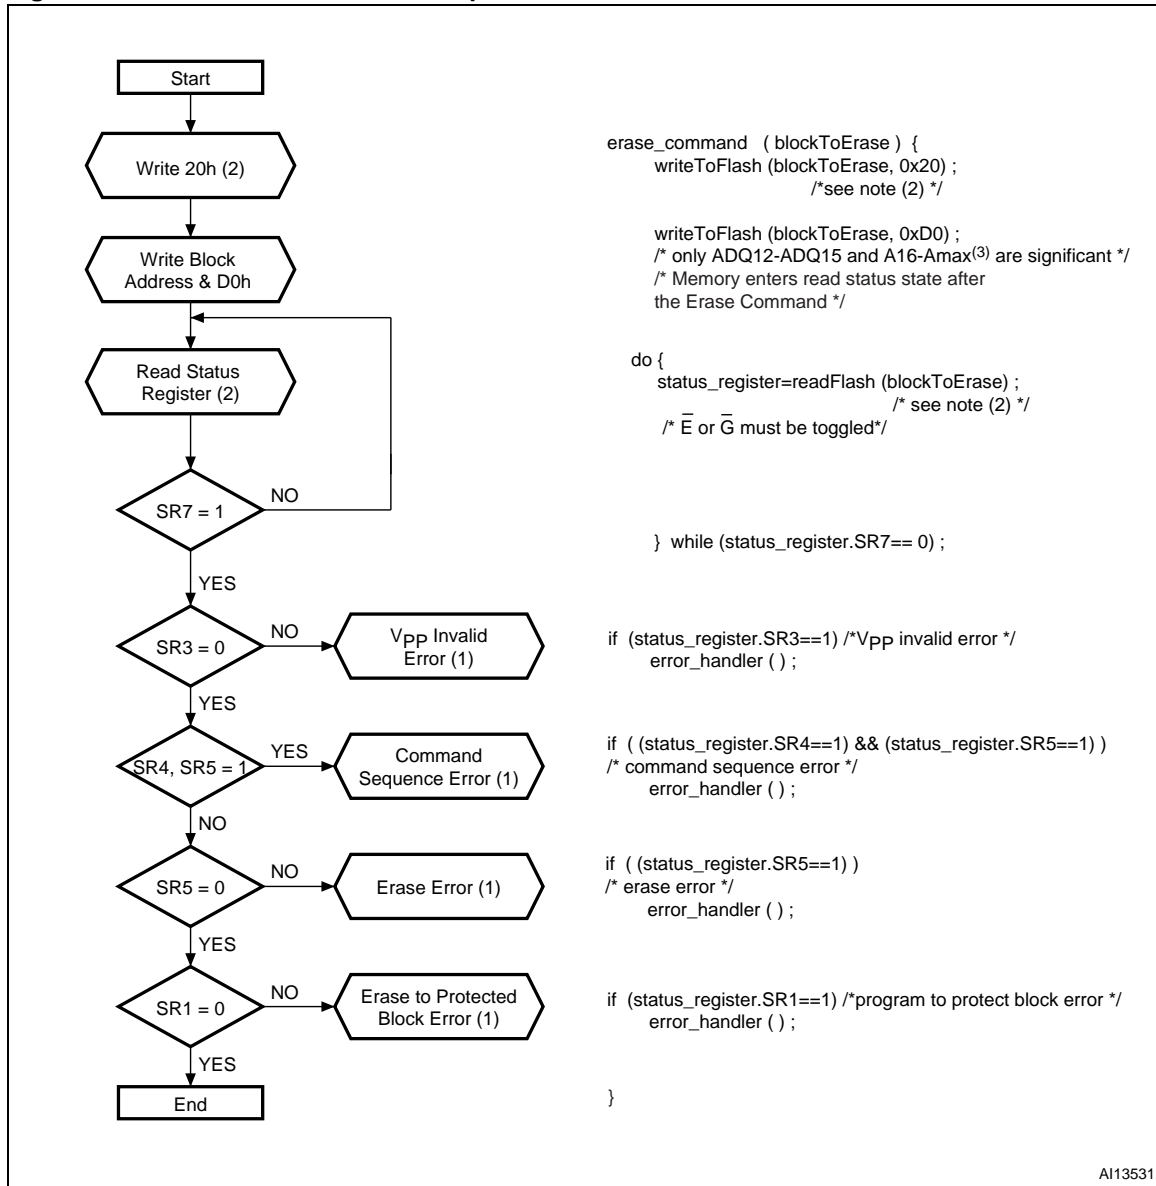 Start
Write 20h (2)
Write Block
Address & D0h
Read Status
Register (2)
SR7 = 1
NO
YES
SR3 = 0
NO
VPP Invalid
Error (1)
YES
SR4, SR5 = 1
YES
Command
Sequence Error (1)
NO
SR5 = 0
NO
Erase Error (1)
YES
SR1 = 0
NO
Erase to Protected
Block Error (1)
YES
End
erase_command ( blockToErase ) {
writeToFlash (blockToErase, 0x20) ;
/*see note (2) */
writeToFlash (blockToErase, 0xD0) ;
/* only ADQ12-ADQ15 and A16-Amax(3) are significant */
/* Memory enters read status state after
the Erase Command */
do {
status_register=readFlash (blockToErase) ;
/* see note (2) */
/* E̅ or G̅ must be toggled*/
} while (status_register.SR7== 0) ;
if (status_register.SR3==1) /*VPP invalid error */
error_handler ( ) ;
if ( (status_register.SR4==1) && (status_register.SR5==1) )
/* command sequence error */
error_handler ( ) ;
if ( (status_register.SR5==1) )
/* erase error */
error_handler ( ) ;
if (status_register.SR1==1) /*program to protect block error */
error_handler ( ) ;
}
AI13531